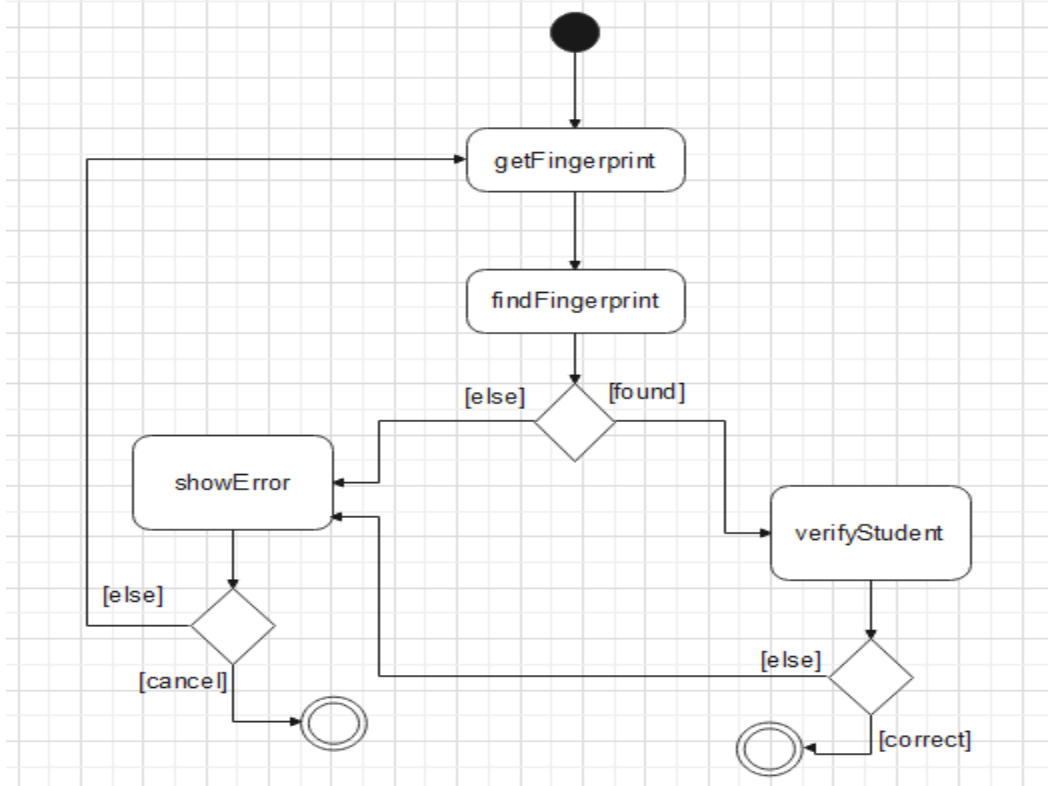 getFingerprint
findFingerprint
[else]
[found]
showError
verifyStudent
[else]
[cancel]
[else]
[correct]